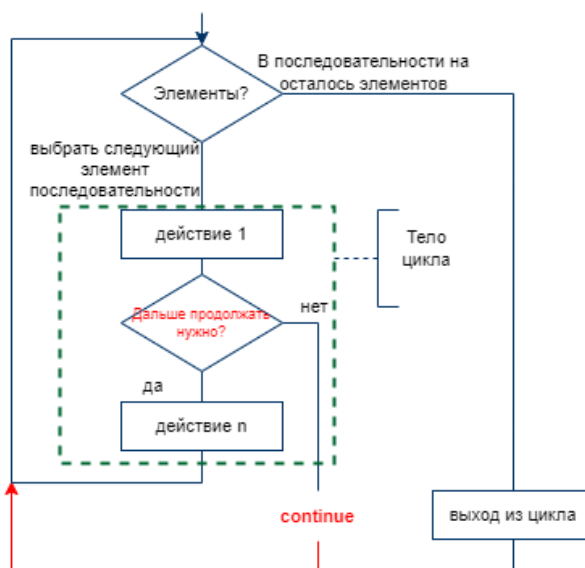 В последовательности на
осталось элементов
Элементы?
выбрать следующий
элемент
последовательности
действие 1
Тело
цикла
Дальше продолжать
нужно?
нет
да
действие n
continue
выход из цикла